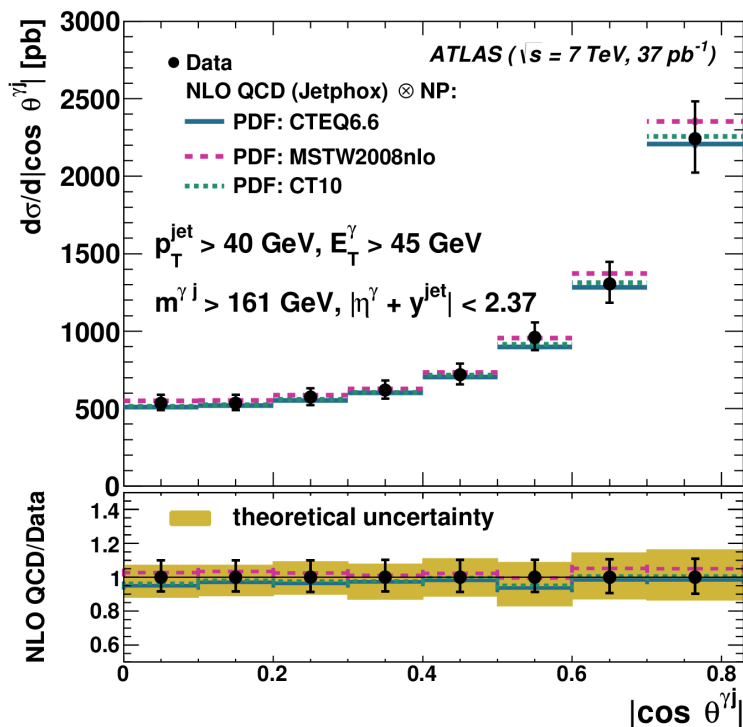 3000
2500
2000
1500
1000
500
0
dσ/d|cos θ^γj| [pb]
ATLAS ( √s = 7 TeV, 37 pb⁻¹)
Data
NLO QCD (Jetphox) ⊗ NP:
PDF: CTEQ6.6
PDF: MSTW2008nlo
PDF: CT10
p_T^jet > 40 GeV, E_T^γ > 45 GeV
m^γ j > 161 GeV, |η^γ + y^jet| < 2.37
NLO QCD/Data
1.4
1.2
1
0.8
0.6
theoretical uncertainty
0 0.2 0.4 0.6 0.8
|cos θ^γj|